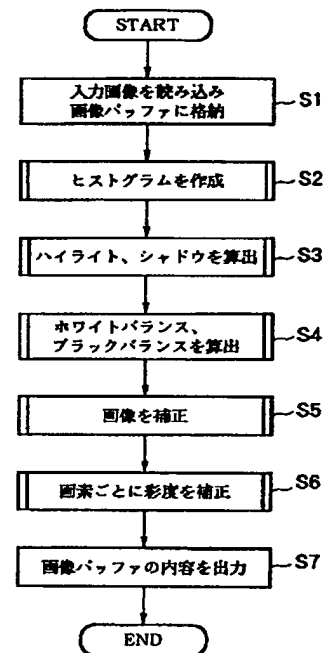 START
入力画像を読み込み
画像バッファに格納
S1
ヒストグラムを作成
S2
ハイライト、シャドウを算出
S3
ホワイトバランス、
ブラックバランスを算出
S4
画像を補正
S5
画素ごとに彩度を補正
S6
画像バッファの内容を出力
S7
END